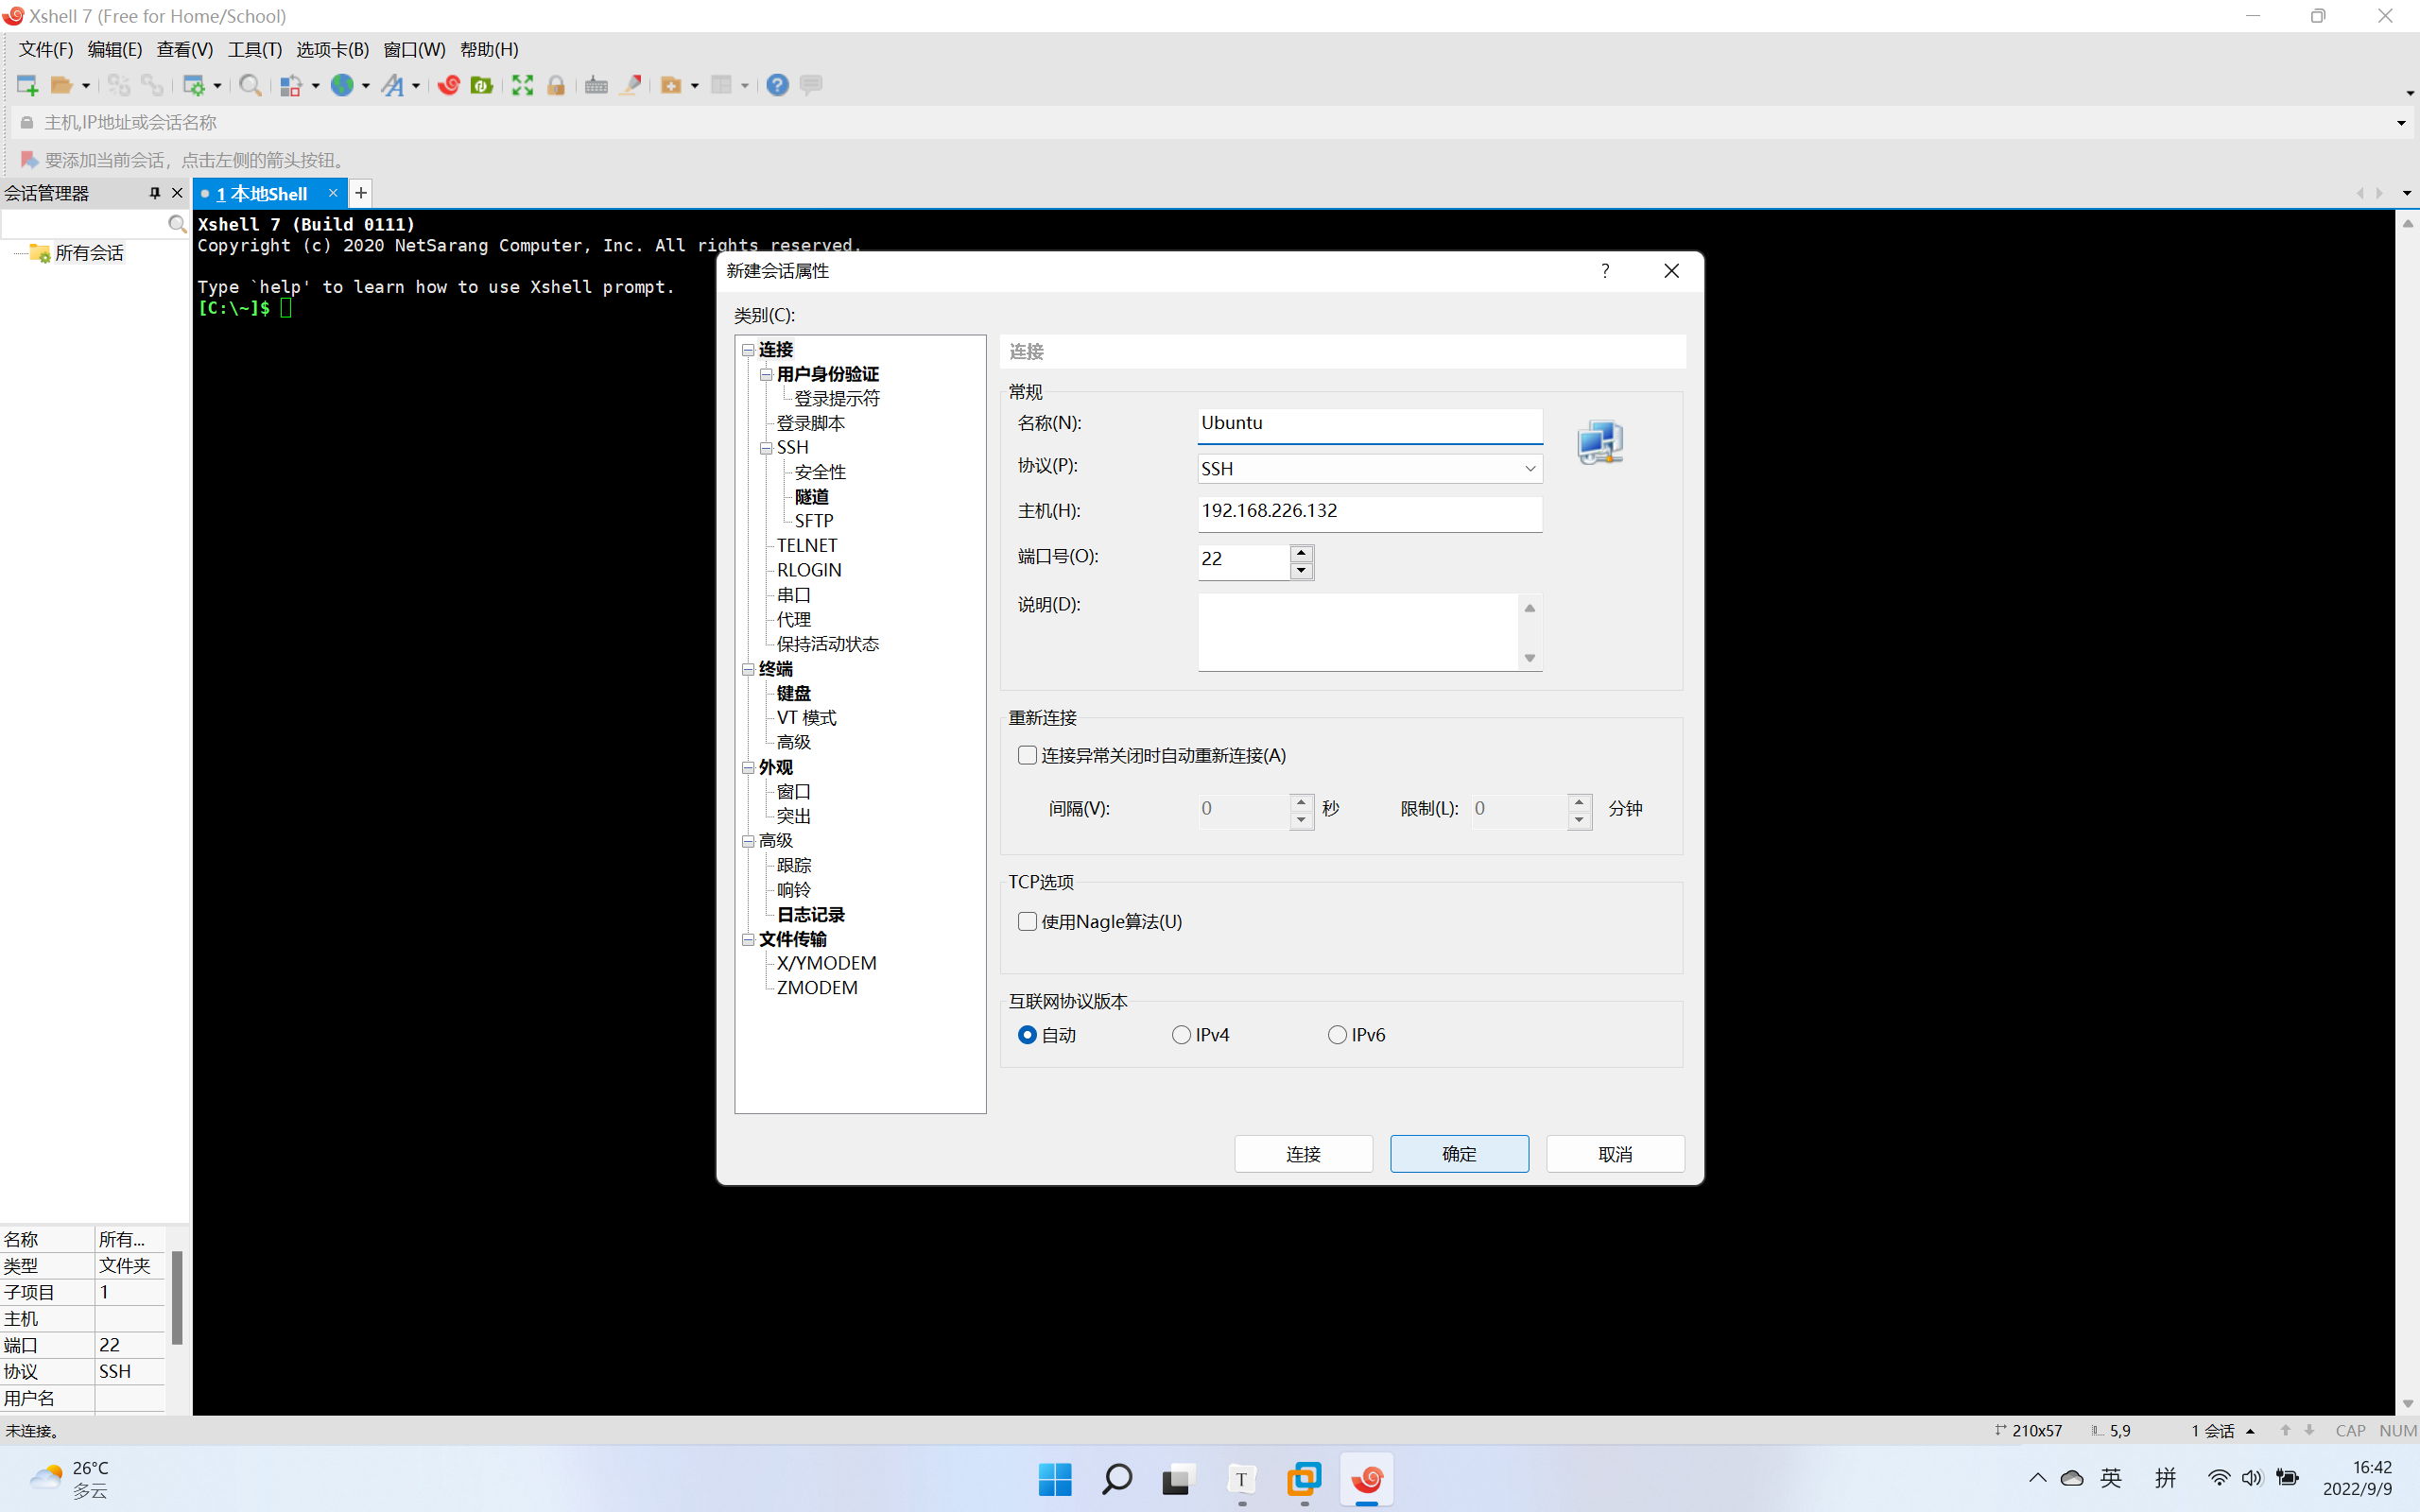 Xshell 7 (Free for Home/School)
文件(F) 编辑(E) 查看(V) 工具(T) 选项卡(B) 窗口(W) 帮助(H)
主机,IP地址或会话名称
要添加当前会话，点击左侧的箭头按钮。
会话管理器
1 本地Shell
所有会话
Xshell 7 (Build 0111)
Copyright (c) 2020 NetSarang Computer, Inc. All rights reserved.
Type `help' to learn how to use Xshell prompt.
[C:\~]$
新建会话属性
类别(C):
连接
用户身份验证
登录提示符
登录脚本
SSH
安全性
隧道
SFTP
TELNET
RLOGIN
串口
代理
保持活动状态
终端
键盘
VT 模式
高级
外观
窗口
突出
高级
跟踪
响铃
日志记录
文件传输
X/YMODEM
ZMODEM
连接
常规
名称(N): Ubuntu
协议(P): SSH
主机(H): 192.168.226.132
端口号(O): 22
说明(D):
重新连接
连接异常关闭时自动重新连接(A)
间隔(V): 0 秒 限制(L): 0 分钟
TCP选项
使用Nagle算法(U)
互联网协议版本
自动 IPv4 IPv6
连接 确定 取消
名称 所有...
类型 文件夹
子项目 1
主机
端口 22
协议 SSH
用户名
未连接。
210x57 5,9 1 会话 CAP NUM
26°C
多云
T
英 拼
16:42
2022/9/9